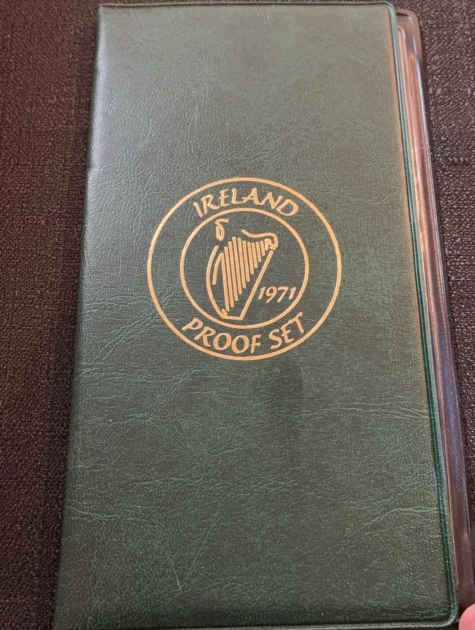 IRELAND
1971
PROOF SET